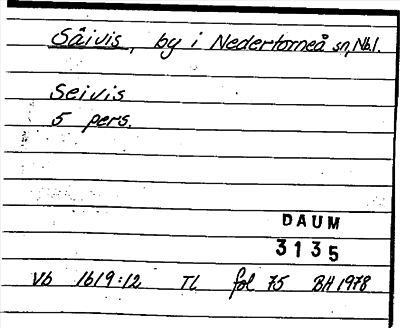 Säivis, by i Nedertorneå sn, Nbl.
Seivis
5 pers.
DAUM
3135
Vb 1619:12 TL fol 75 BH 1978